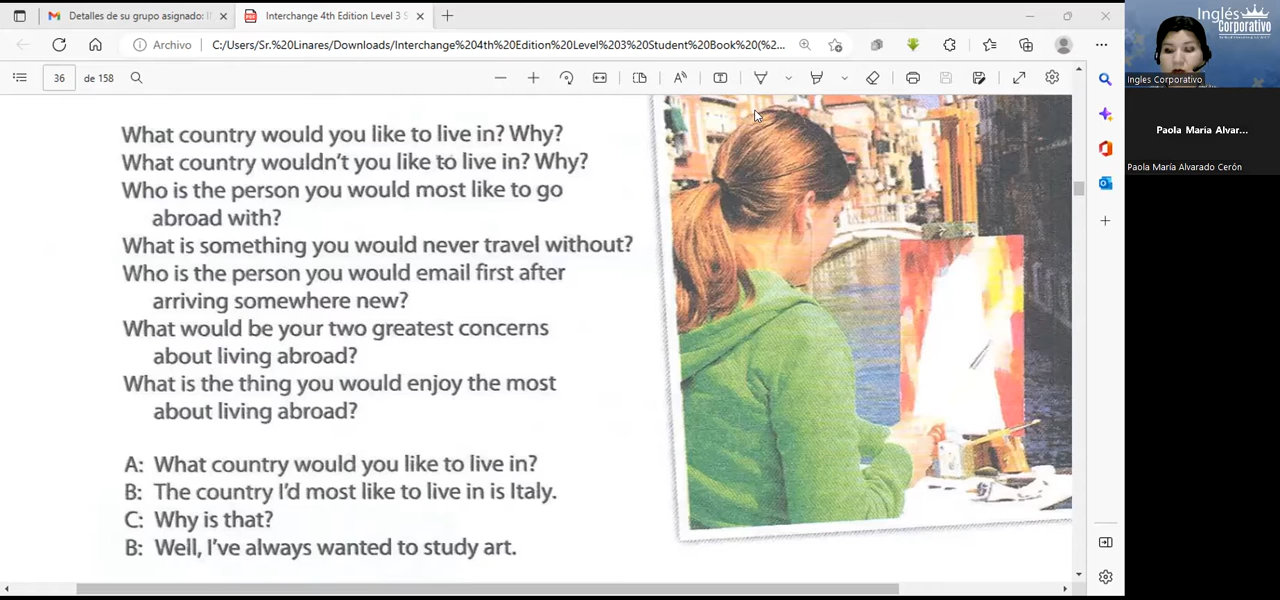 Detalles de su grupo asignado: I
Interchange 4th Edition Level 3 S
Archivo
C:/Users/Sr.%20Linares/Downloads/Interchange%204th%20Edition%20Level%203%20Student%20Book%20(%2...
36
de 158
What country would you like to live in? Why?
What country wouldn't you like to live in? Why?
Who is the person you would most like to go
abroad with?
What is something you would never travel without?
Who is the person you would email first after
arriving somewhere new?
What would be your two greatest concerns
about living abroad?
What is the thing you would enjoy the most
about living abroad?
A: What country would you like to live in?
B: The country I'd most like to live in is Italy.
C: Why is that?
B: Well, I've always wanted to study art.
Inglés
Corporativo
Ingles Corporativo
Paola María Alvar...
Paola María Alvarado Cerón